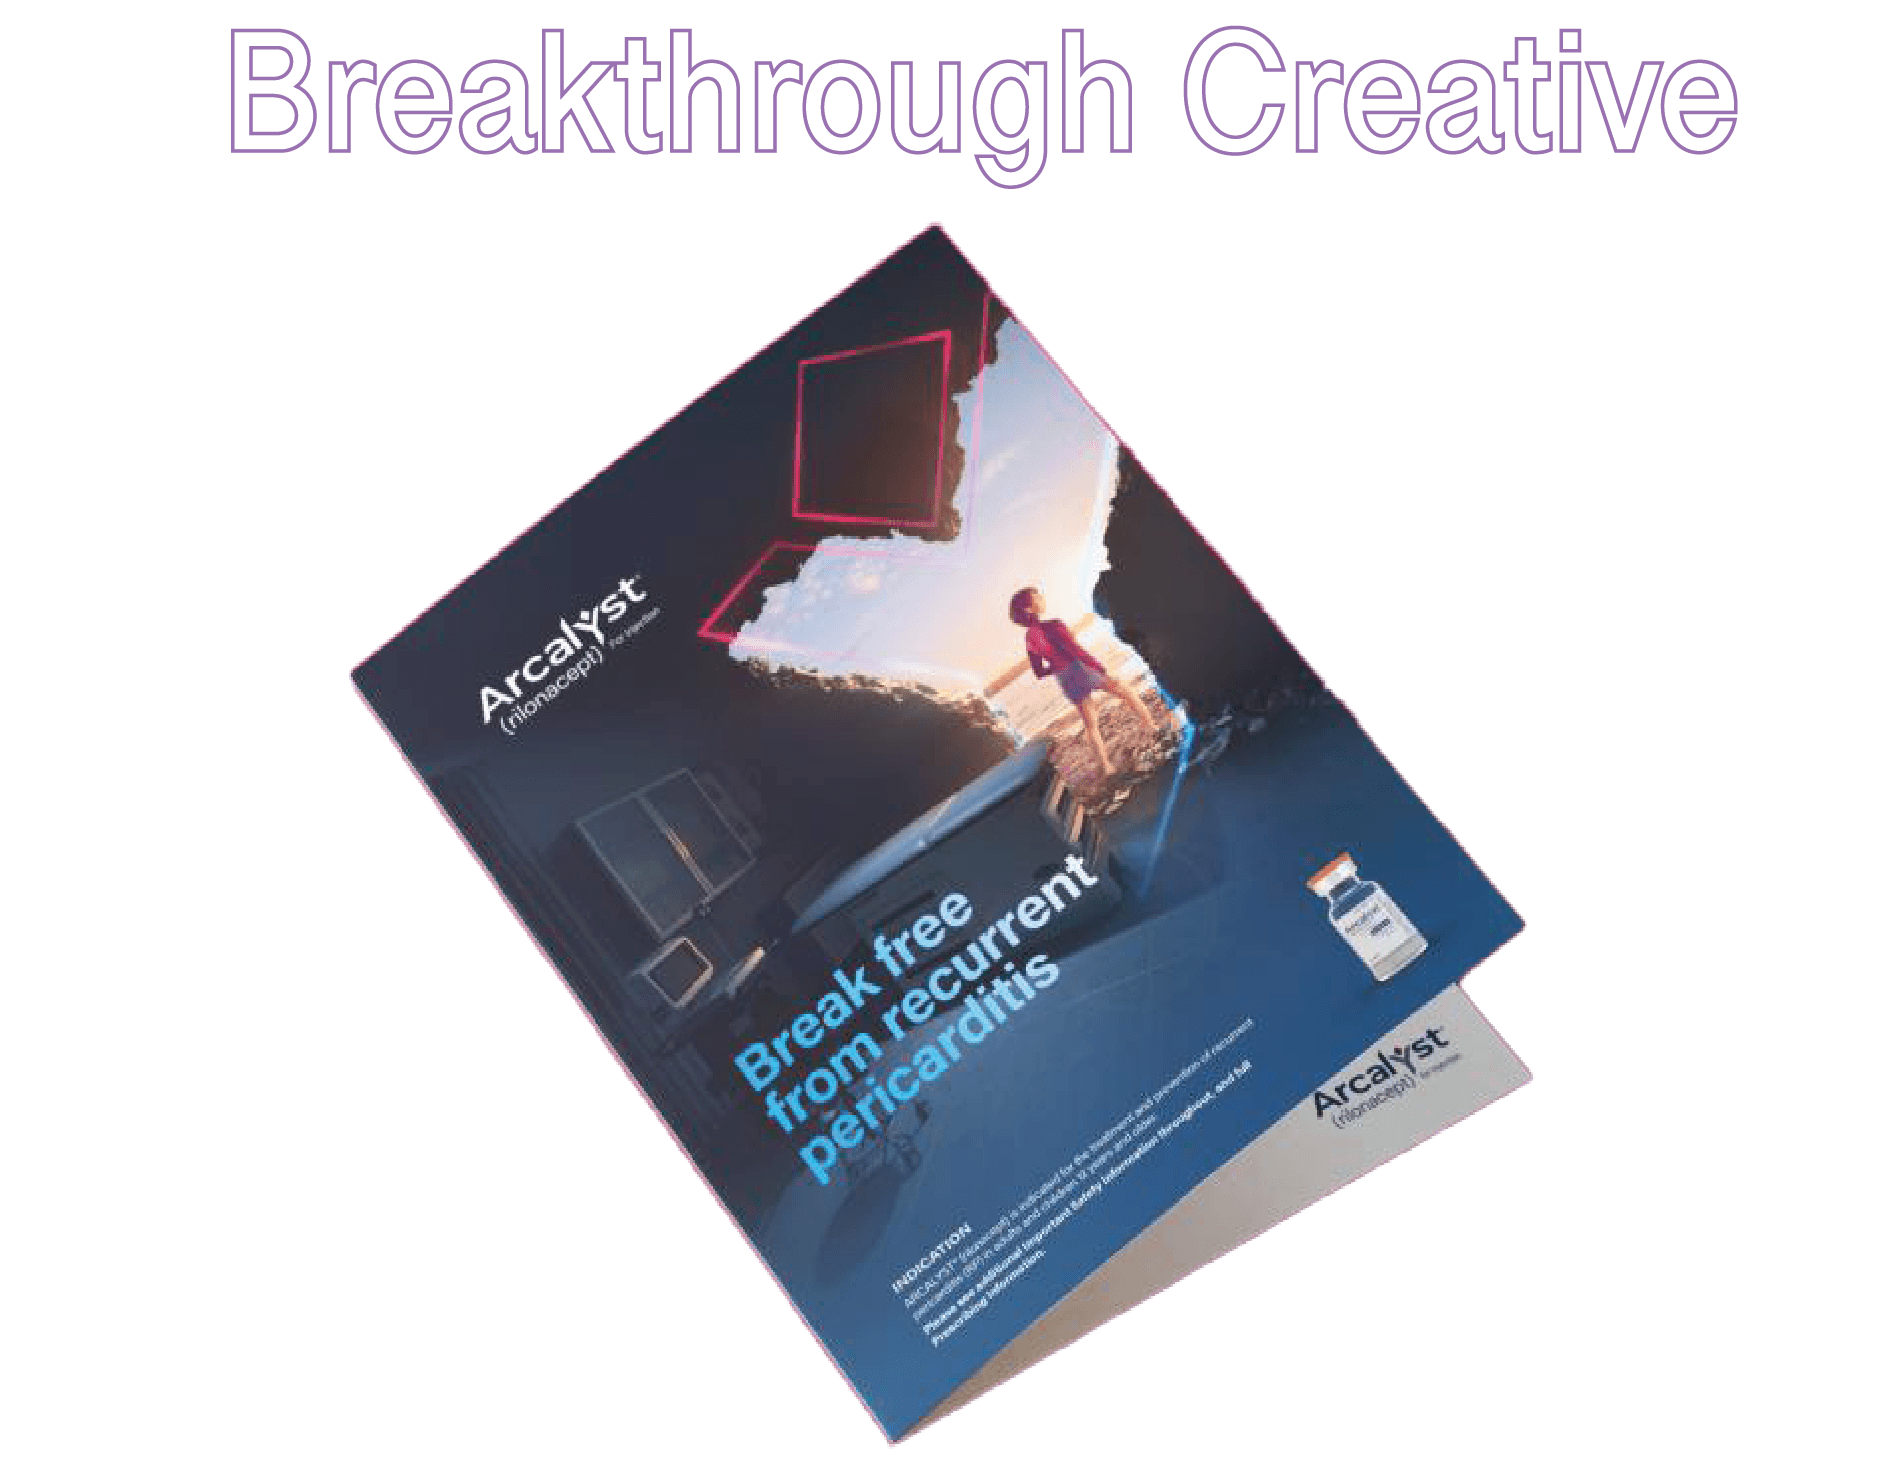 Breakthrough Creative
Arcalyst®
(rilonacept) For Injection
Break free
from recurrent
pericarditis
INDICATION
ARCALYST® (rilonacept) is indicated for the treatment and prevention of recurrent
pericarditis (RP) in adults and children 12 years and older.
Please see additional Important Safety Information throughout, and full
Prescribing Information.
Arcalyst®
(rilonacept) for injection